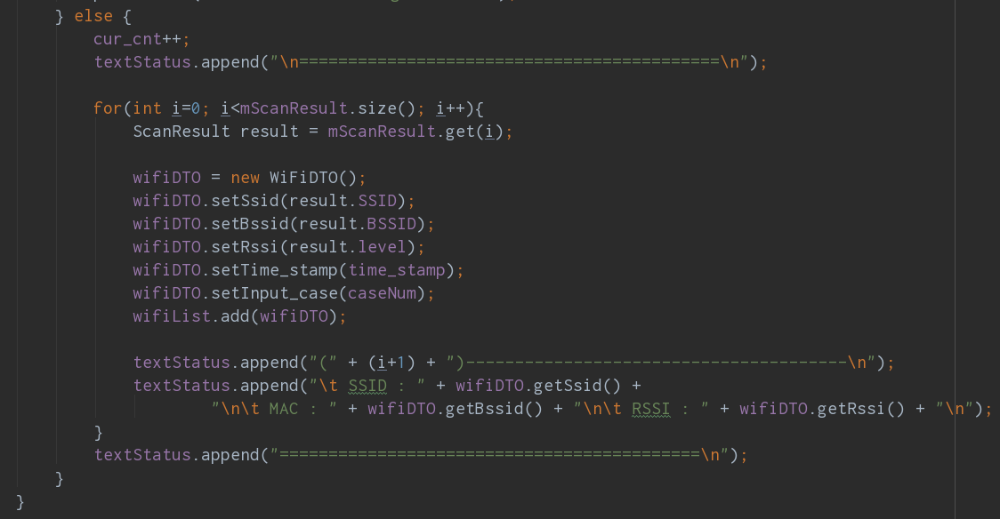 } else {
cur_cnt++;
textStatus.append("\n===========================================\n");
for(int i=0; i<mScanResult.size(); i++){
ScanResult result = mScanResult.get(i);
wifiDTO = new WiFiDTO();
wifiDTO.setSsid(result.SSID);
wifiDTO.setBssid(result.BSSID);
wifiDTO.setRssi(result.level);
wifiDTO.setTime_stamp(time_stamp);
wifiDTO.setInput_case(caseNum);
wifiList.add(wifiDTO);
textStatus.append("(" + (i+1) + ")---------------------------------------\n");
textStatus.append("\t SSID : " + wifiDTO.getSsid() +
"\n\t MAC : " + wifiDTO.getBssid() + "\n\t RSSI : " + wifiDTO.getRssi() + "\n");
}
textStatus.append("===========================================\n");
}
}